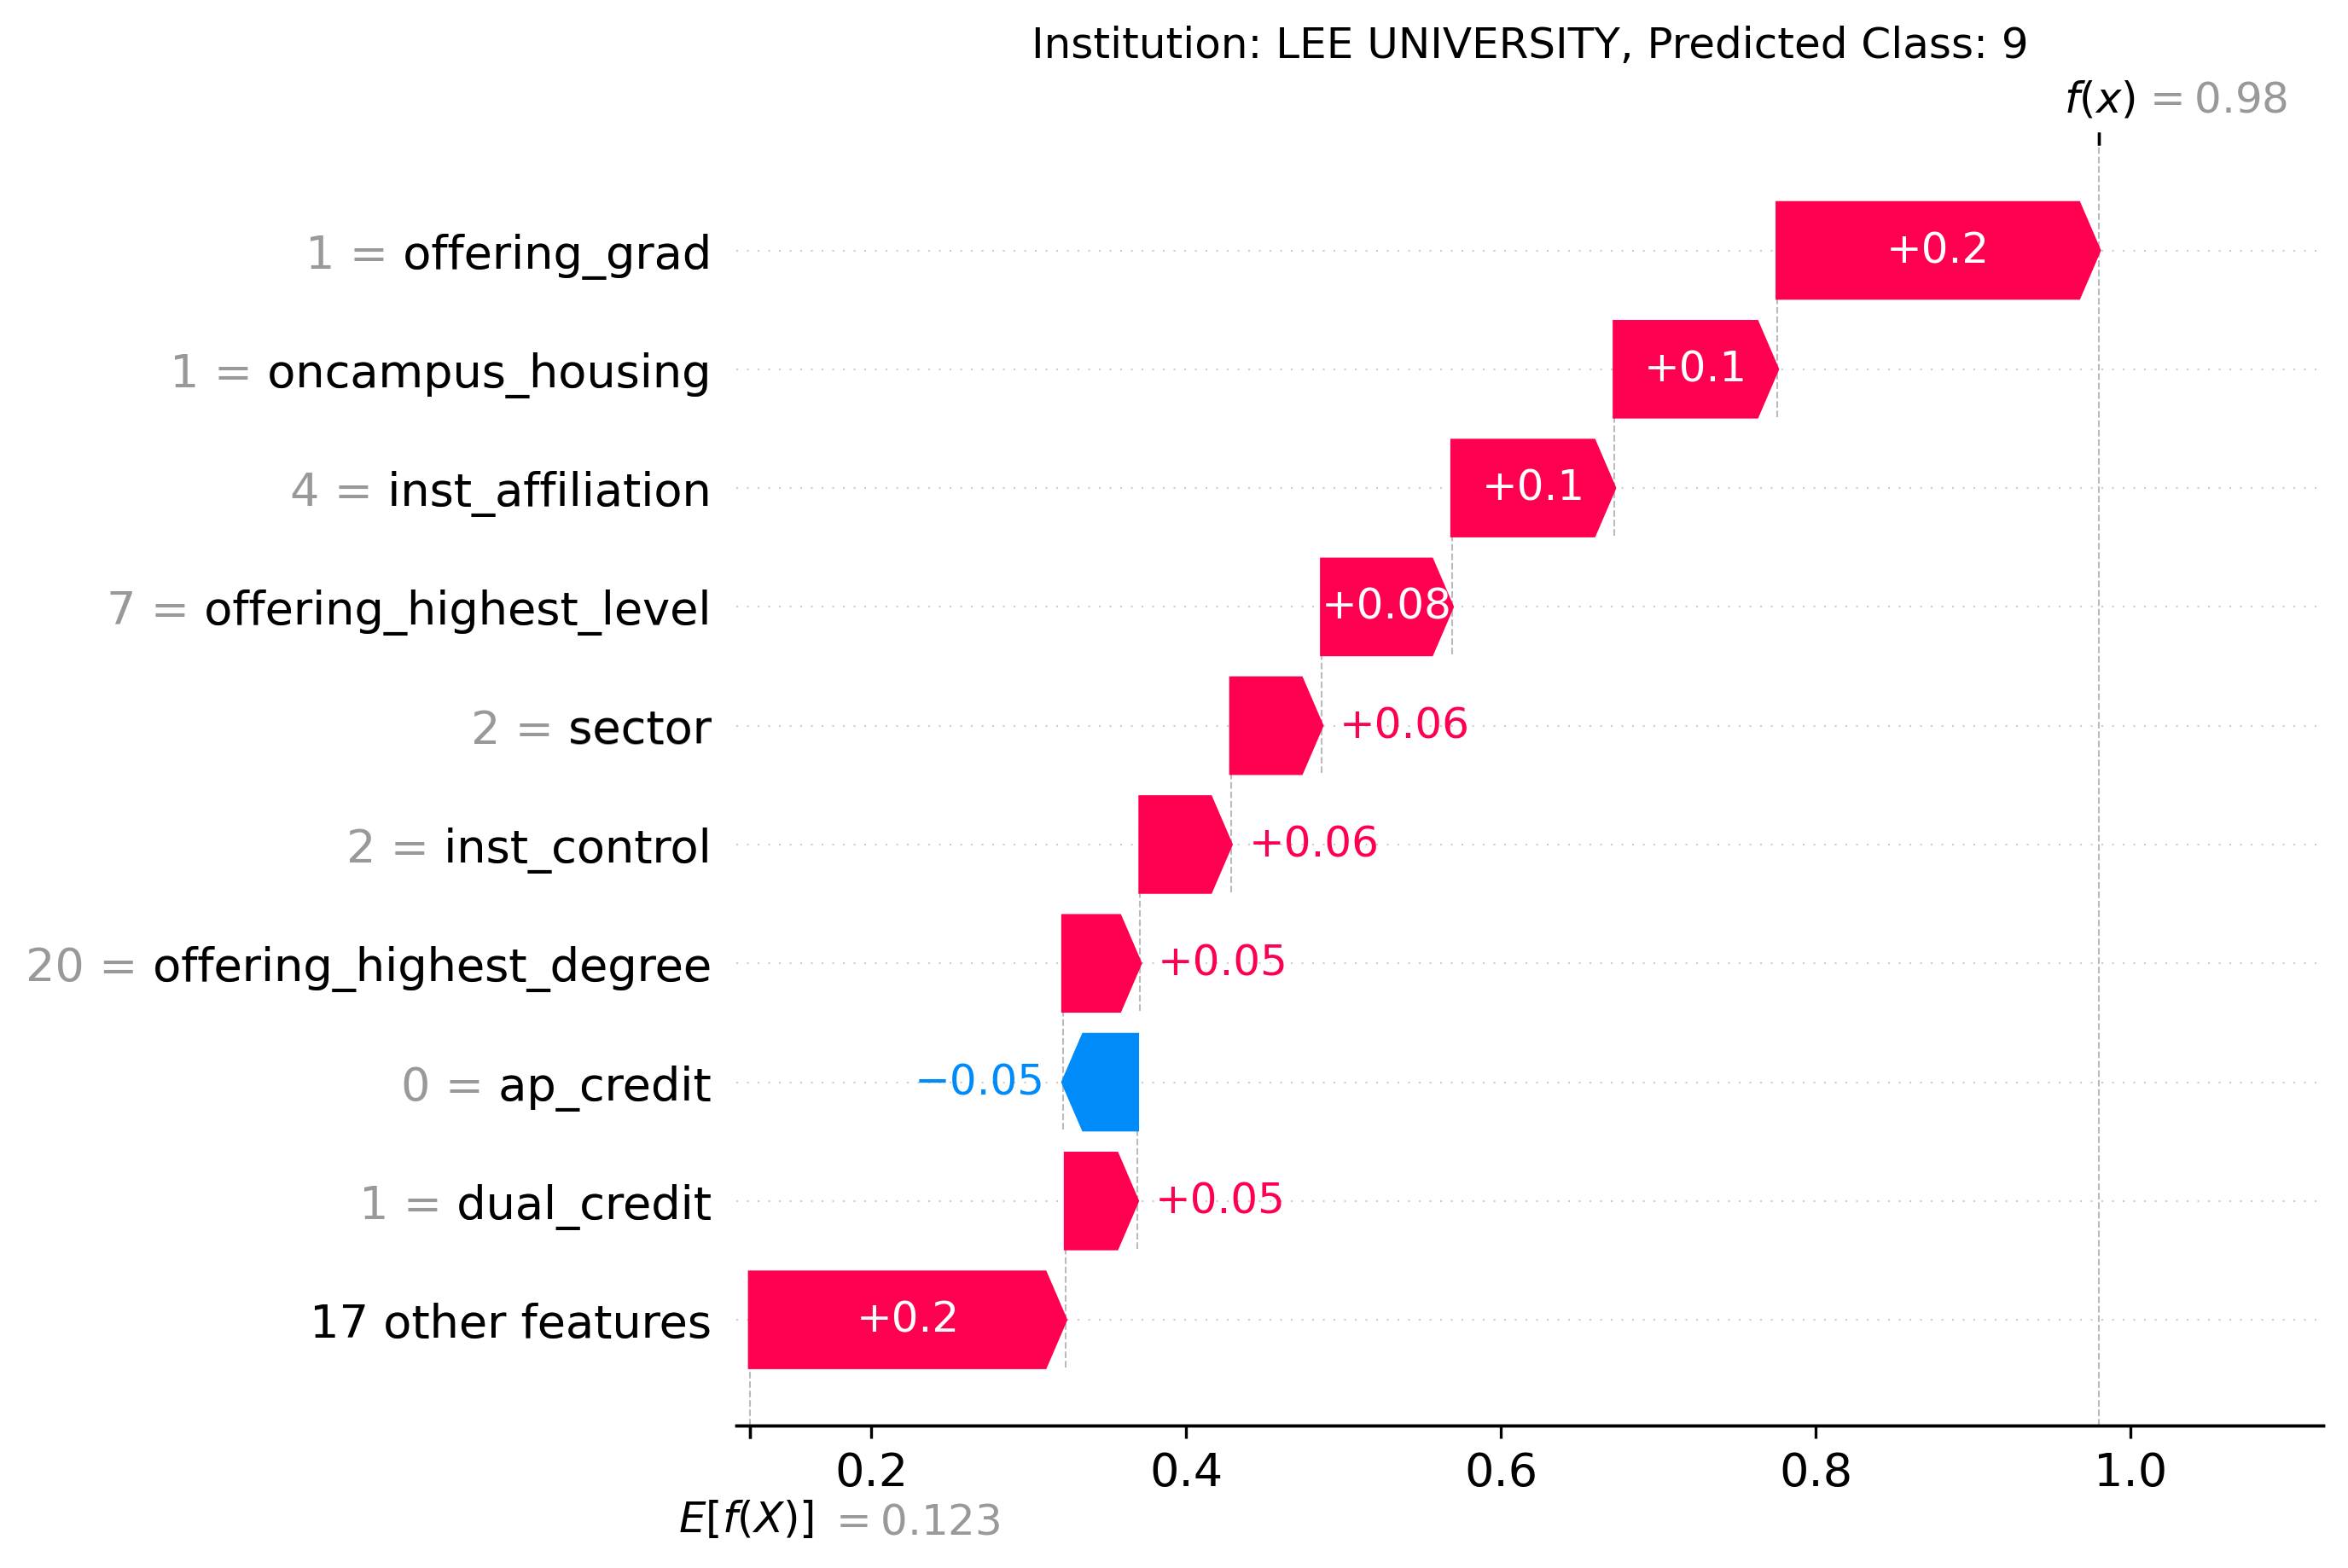 Institution: LEE UNIVERSITY, Predicted Class: 9
f(x) = 0.98
1 = offering_grad
+0.2
1 = oncampus_housing
+0.1
4 = inst_affiliation
+0.1
7 = offering_highest_level
+0.08
2 = sector
+0.06
2 = inst_control
+0.06
20 = offering_highest_degree
+0.05
0 = ap_credit
−0.05
1 = dual_credit
+0.05
17 other features
+0.2
0.2 0.4 0.6 0.8 1.0
E[f(X)] = 0.123